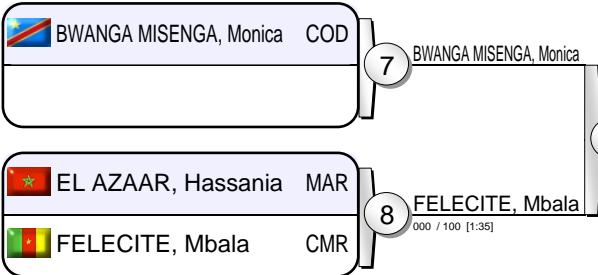 BWANGA MISENGA, Monica COD
7
BWANGA MISENGA, Monica
EL AZAAR, Hassania MAR
8
FELECITE, Mbala
000 / 100 [1:35]
FELECITE, Mbala CMR